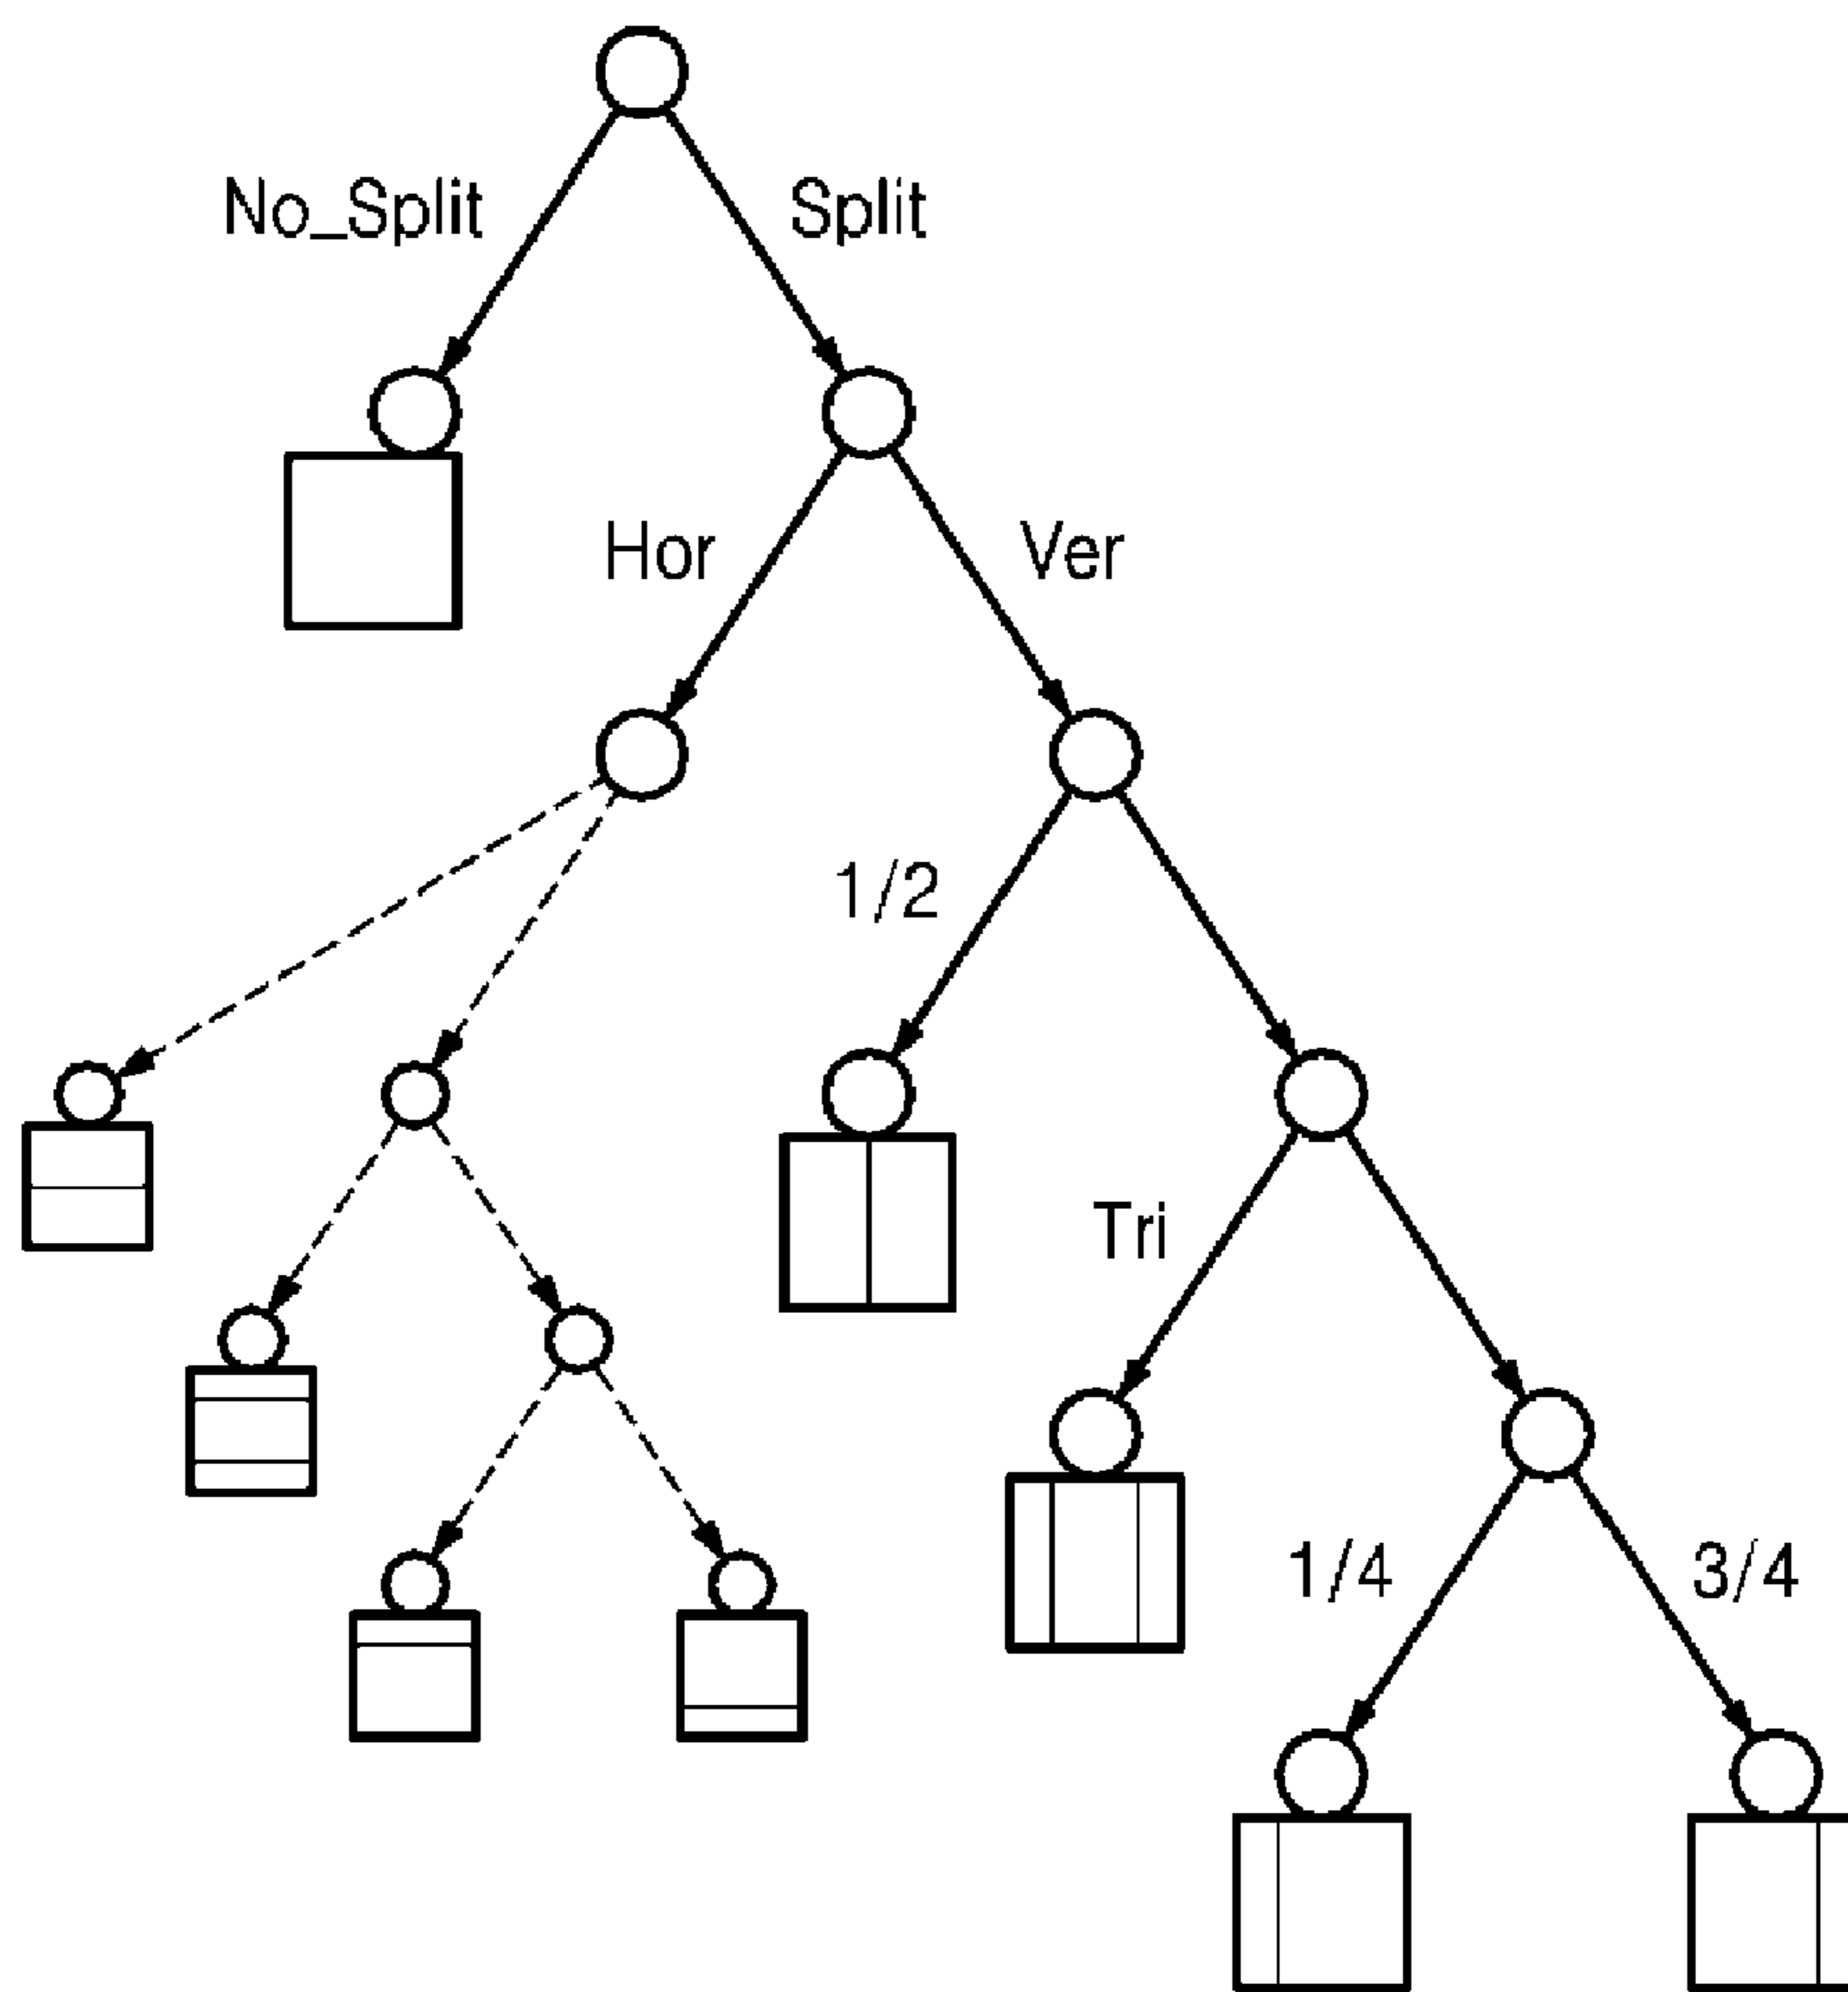 No_Split
Split
Hor
Ver
1/2
Tri
1/4
3/4